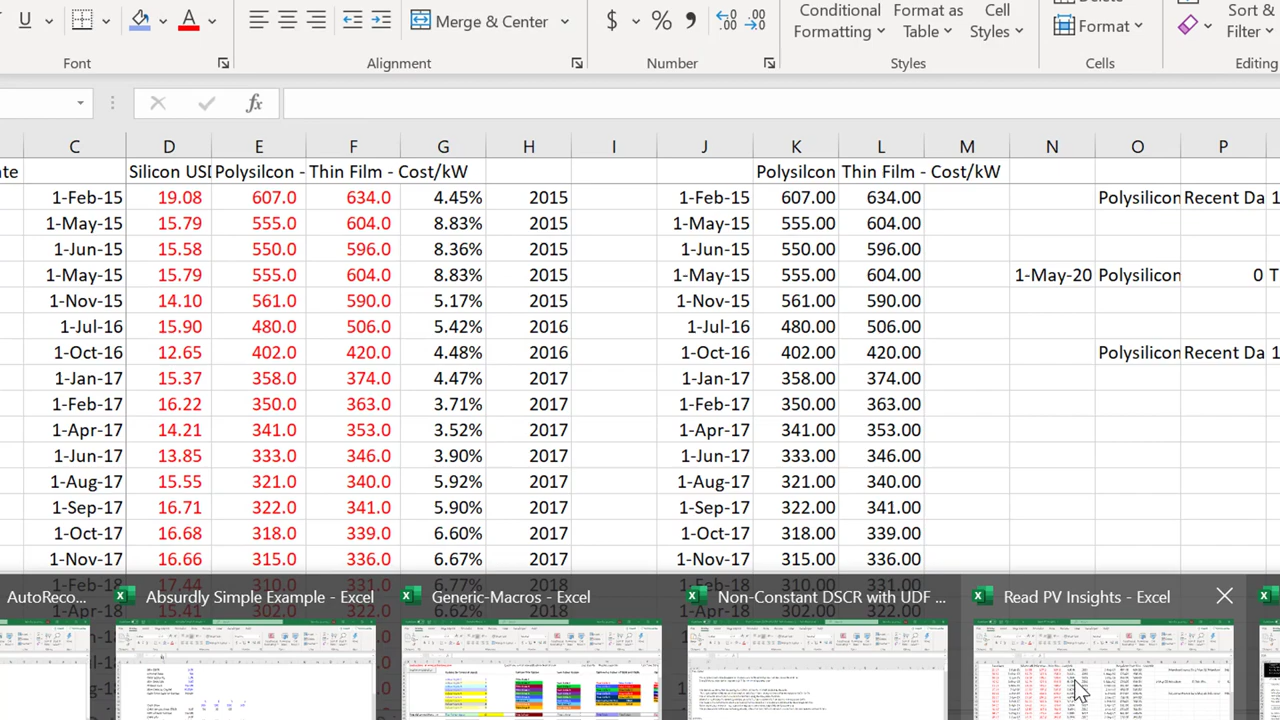 U A Merge & Center $ % Conditional Format as Cell Format Sort &
Formatting Table Styles Filter
Font Alignment Number Styles Cells Editing
fx
C D E F G H I J K L M N O P
ate Silicon USD Polysilcon - Thin Film - Cost/kW Polysilcon Thin Film - Cost/kW
1-Feb-15 19.08 607.0 634.0 4.45% 2015 1-Feb-15 607.00 634.00 Polysilicon Recent Da 1
1-May-15 15.79 555.0 604.0 8.83% 2015 1-May-15 555.00 604.00
1-Jun-15 15.58 550.0 596.0 8.36% 2015 1-Jun-15 550.00 596.00
1-May-15 15.79 555.0 604.0 8.83% 2015 1-May-15 555.00 604.00 1-May-20 Polysilicon 0 T
1-Nov-15 14.10 561.0 590.0 5.17% 2015 1-Nov-15 561.00 590.00
1-Jul-16 15.90 480.0 506.0 5.42% 2016 1-Jul-16 480.00 506.00
1-Oct-16 12.65 402.0 420.0 4.48% 2016 1-Oct-16 402.00 420.00 Polysilicon Recent Da 1
1-Jan-17 15.37 358.0 374.0 4.47% 2017 1-Jan-17 358.00 374.00
1-Feb-17 16.22 350.0 363.0 3.71% 2017 1-Feb-17 350.00 363.00
1-Apr-17 14.21 341.0 353.0 3.52% 2017 1-Apr-17 341.00 353.00
1-Jun-17 13.85 333.0 346.0 3.90% 2017 1-Jun-17 333.00 346.00
1-Aug-17 15.55 321.0 340.0 5.92% 2017 1-Aug-17 321.00 340.00
1-Sep-17 16.71 322.0 341.0 5.90% 2017 1-Sep-17 322.00 341.00
1-Oct-17 16.68 318.0 339.0 6.60% 2017 1-Oct-17 318.00 339.00
1-Nov-17 16.66 315.0 336.0 6.67% 2017 1-Nov-17 315.00 336.00
1-Feb-18 17.44 310.0 331.0 6.77% 2018 1-Feb-18 310.00 331.00
AutoReco... Absurdly Simple Example - Excel Generic-Macros - Excel Non-Constant DSCR with UDF ... Read PV Insights - Excel
1-Apr-18 15.41 302.0 322.0 6.62% 2018 1-Apr-18 302.00 322.00